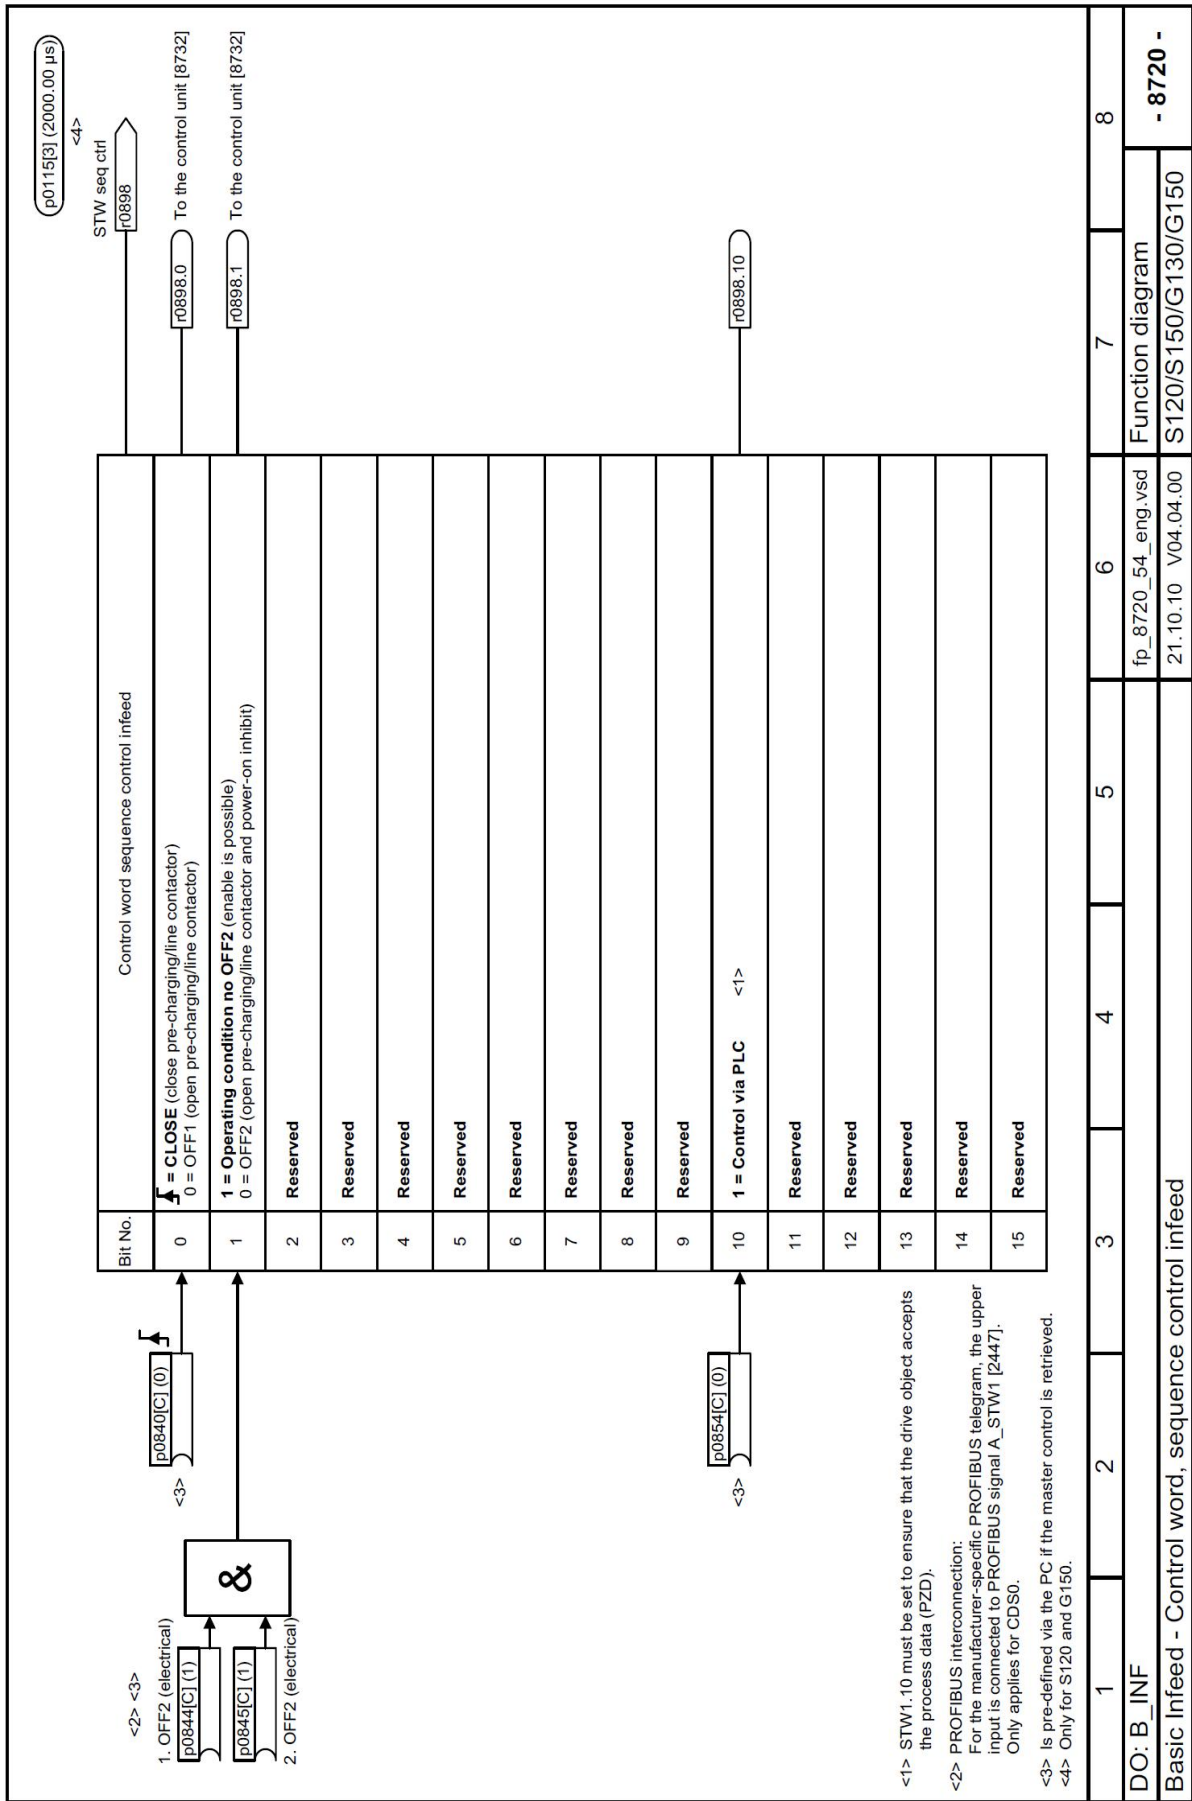 p0115[3] (2000.00 µs)
<4>
STW seq ctrl
r0898
Bit No.
Control word sequence control infeed
<2> <3>
1. OFF2 (electrical)
p0844[C] (1)
p0845[C] (1)
2. OFF2 (electrical)
&
<3>
p0840[C] (0)
0
= CLOSE (close pre-charging/line contactor)
0 = OFF1 (open pre-charging/line contactor)
r0898.0
To the control unit [8732]
1
1 = Operating condition no OFF2 (enable is possible)
0 = OFF2 (open pre-charging/line contactor and power-on inhibit)
r0898.1
To the control unit [8732]
2
Reserved
3
Reserved
4
Reserved
5
Reserved
6
Reserved
7
Reserved
8
Reserved
9
Reserved
<3>
p0854[C] (0)
10
1 = Control via PLC <1>
r0898.10
11
Reserved
12
Reserved
13
Reserved
14
Reserved
15
Reserved
<1> STW1.10 must be set to ensure that the drive object accepts
the process data (PZD).
<2> PROFIBUS interconnection:
For the manufacturer-specific PROFIBUS telegram, the upper
input is connected to PROFIBUS signal A_STW1 [2447].
Only applies for CDS0.
<3> Is pre-defined via the PC if the master control is retrieved.
<4> Only for S120 and G150.
1 2 3 4 5 6 7 8
DO: B_INF
fp_8720_54_eng.vsd
Function diagram
- 8720 -
Basic Infeed - Control word, sequence control infeed
21.10.10 V04.04.00
S120/S150/G130/G150